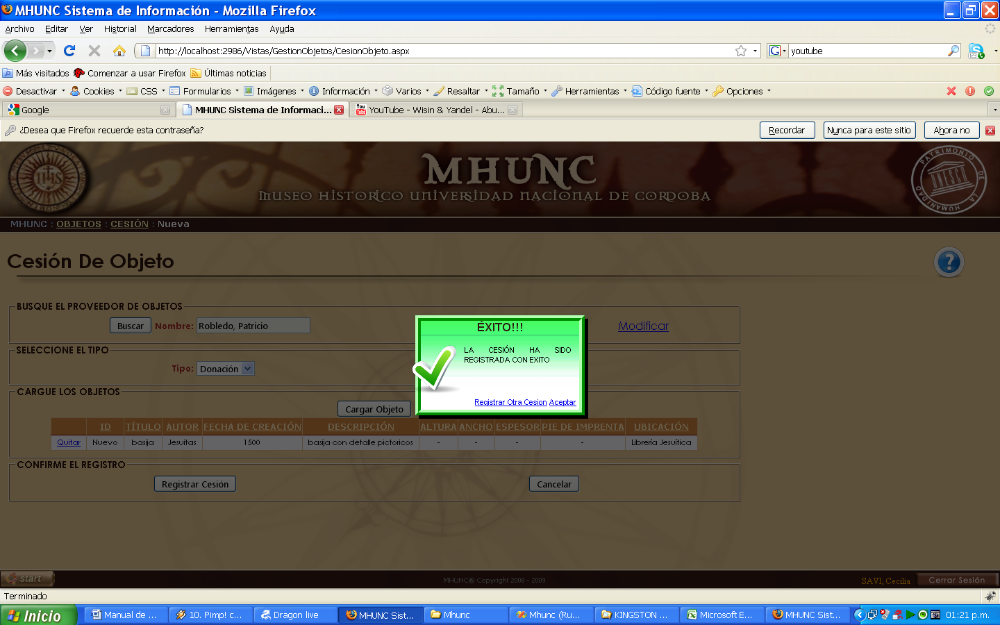 MHUNC Sistema de Información - Mozilla Firefox
Archivo Editar Ver Historial Marcadores Herramientas Ayuda
http://localhost:2986/Vistas/GestionObjetos/CesionObjeto.aspx youtube
Más visitados Comenzar a usar Firefox Últimas noticias
Desactivar Cookies CSS Formularios Imágenes Información Varios Resaltar Tamaño Herramientas Código fuente Opciones
Google MHUNC Sistema de Informaci... YouTube - Wisin & Yandel - Abu...
¿Desea que Firefox recuerde esta contraseña? Recordar Nunca para este sitio Ahora no
MHUNC
MUSEO HISTORICO UNIVERSIDAD NACIONAL DE CORDOBA
PATRIMONIO DE LA HUMANIDAD
MHUNC : OBJETOS : CESIÓN : Nueva
Cesión De Objeto
BUSQUE EL PROVEEDOR DE OBJETOS
Buscar Nombre: Robledo, Patricio Modificar
SELECCIONE EL TIPO
Tipo: Donación
CARGUE LOS OBJETOS
Cargar Objeto
ID TÍTULO AUTOR FECHA DE CREACIÓN DESCRIPCIÓN ALTURA ANCHO ESPESOR PIE DE IMPRENTA UBICACIÓN
Quitar Nuevo basija Jesuitas 1500 basija con detalle pictoricos - - - - Librería Jesuítica
CONFIRME EL REGISTRO
Registrar Cesión Cancelar
ÉXITO!!!
LA CESIÓN HA SIDO
REGISTRADA CON EXITO
Registrar Otra Cesion Aceptar
start MHUNC® Copyright 2008 - 2009 SAVI, Cecilia Cerrar Sesión
Terminado
Inicio Manual de ... 10. Pimp! c... Dragon live MHUNC Sist... Mhunc Mhunc (Ru... KINGSTON ... Microsoft E... MHUNC Sist... 01:21 p.m.